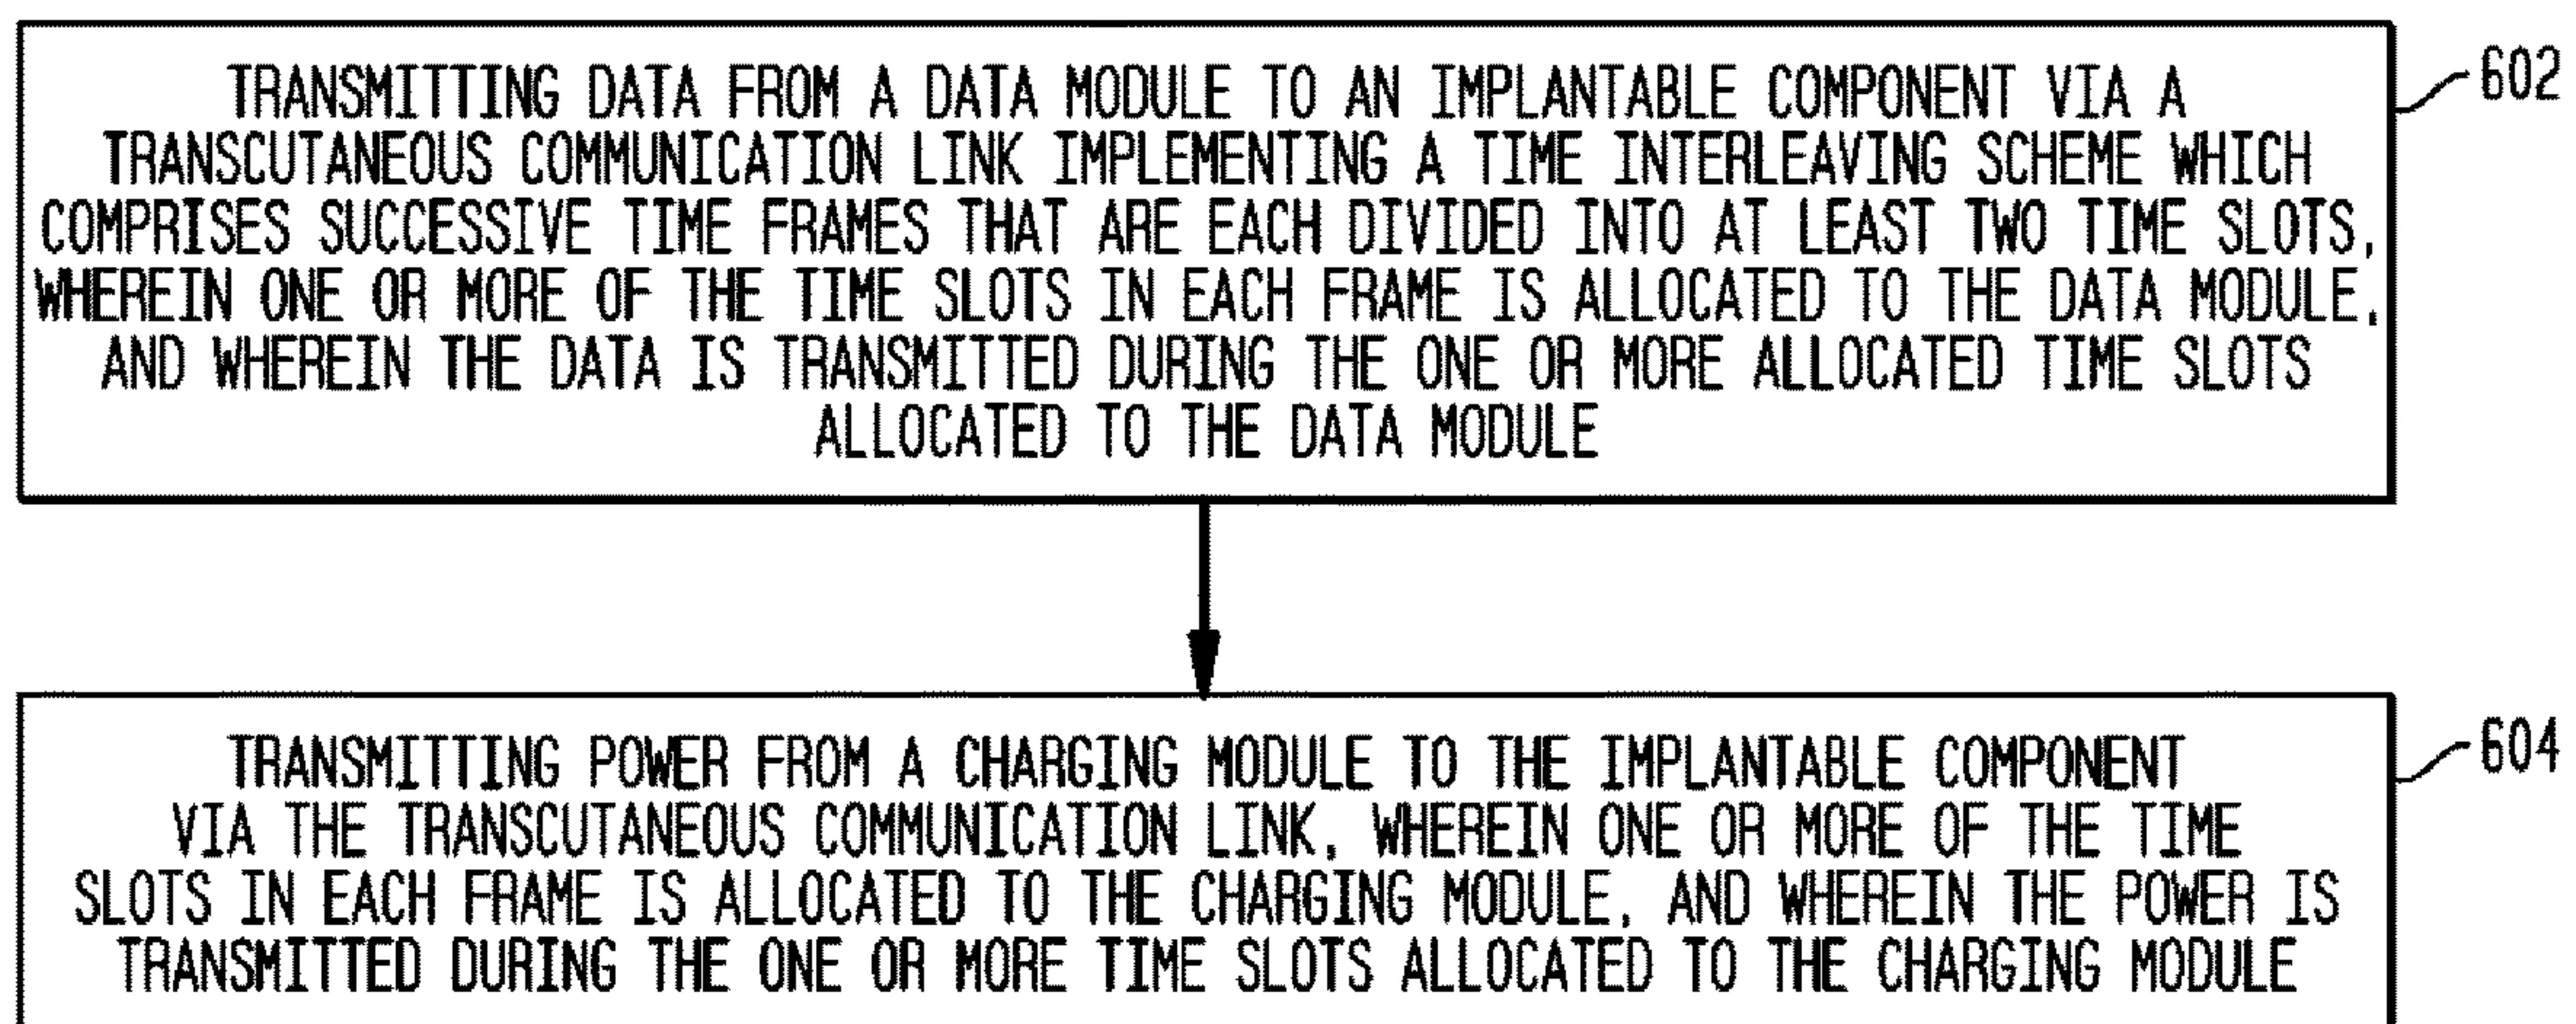 TRANSMITTING DATA FROM A DATA MODULE TO AN IMPLANTABLE COMPONENT VIA A
TRANSCUTANEOUS COMMUNICATION LINK IMPLEMENTING A TIME INTERLEAVING SCHEME WHICH
COMPRISES SUCCESSIVE TIME FRAMES THAT ARE EACH DIVIDED INTO AT LEAST TWO TIME SLOTS,
WHEREIN ONE OR MORE OF THE TIME SLOTS IN EACH FRAME IS ALLOCATED TO THE DATA MODULE,
AND WHEREIN THE DATA IS TRANSMITTED DURING THE ONE OR MORE ALLOCATED TIME SLOTS
ALLOCATED TO THE DATA MODULE
602
TRANSMITTING POWER FROM A CHARGING MODULE TO THE IMPLANTABLE COMPONENT
VIA THE TRANSCUTANEOUS COMMUNICATION LINK, WHEREIN ONE OR MORE OF THE TIME
SLOTS IN EACH FRAME IS ALLOCATED TO THE CHARGING MODULE, AND WHEREIN THE POWER IS
TRANSMITTED DURING THE ONE OR MORE TIME SLOTS ALLOCATED TO THE CHARGING MODULE
604